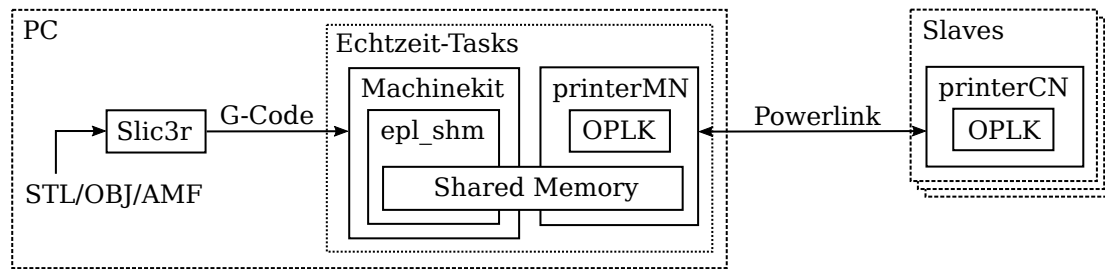 PC
Echtzeit-Tasks
Machinekit
epl_shm
printerMN
OPLK
Shared Memory
Slic3r
G-Code
STL/OBJ/AMF
Powerlink
Slaves
printerCN
OPLK